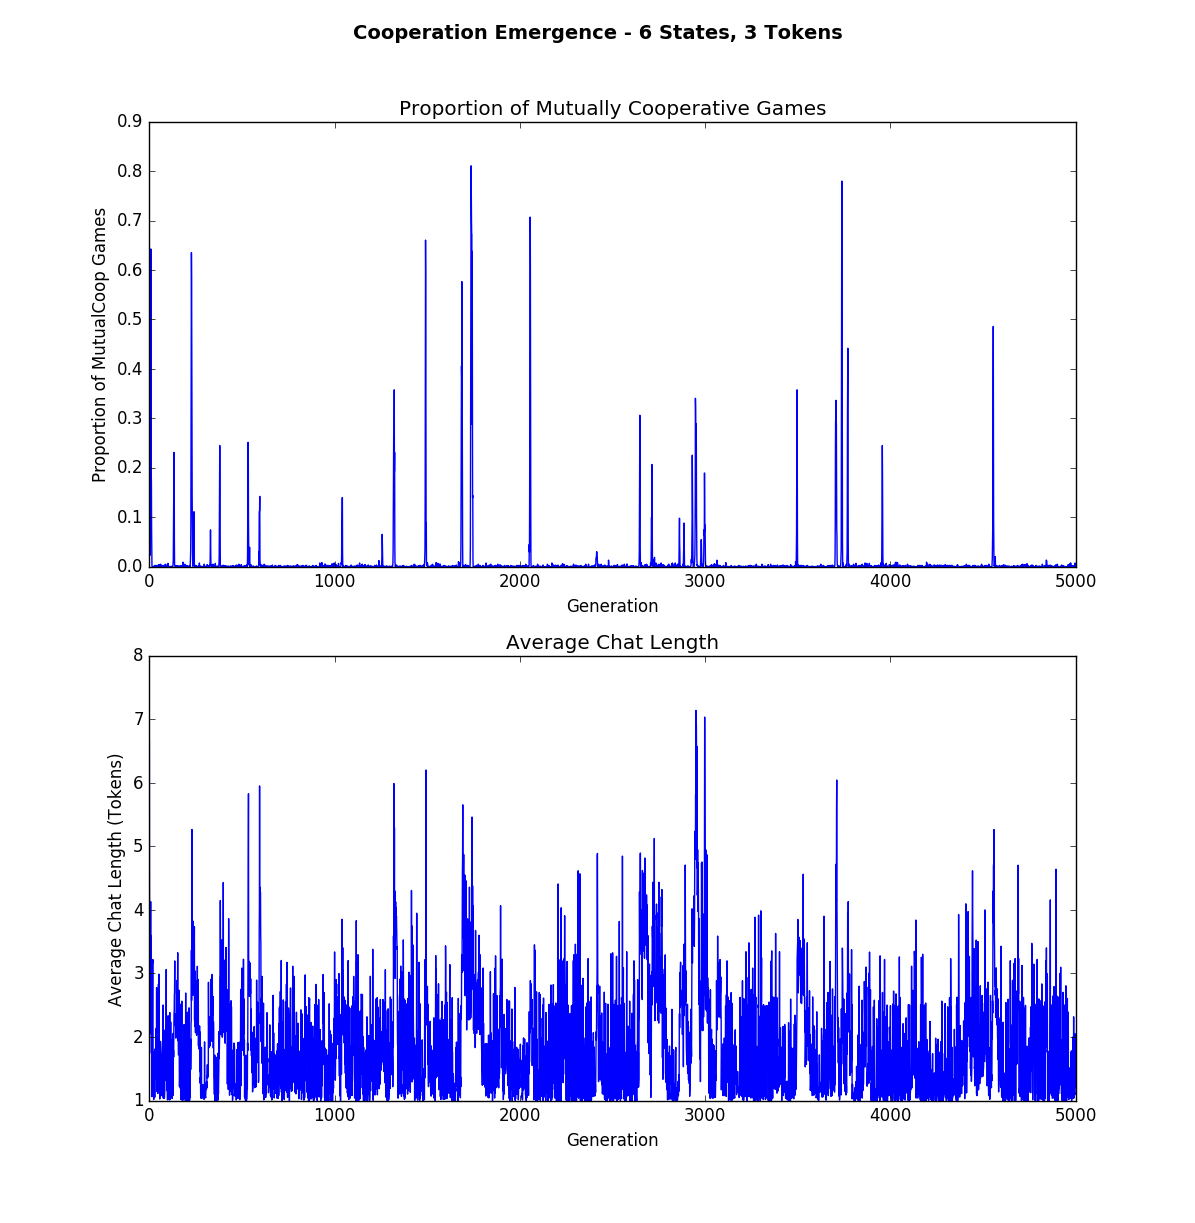 Cooperation Emergence - 6 States, 3 Tokens
Proportion of Mutually Cooperative Games
Proportion of MutualCoop Games
0.9
0.8
0.7
0.6
0.5
0.4
0.3
0.2
0.1
0.0
0 1000 2000 3000 4000 5000
Generation
Average Chat Length
Average Chat Length (Tokens)
8
7
6
5
4
3
2
1
0 1000 2000 3000 4000 5000
Generation